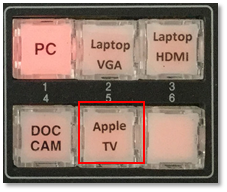 PC
Laptop
VGA
Laptop
HDMI
1 2 3
4 5 6
DOC
CAM
Apple
TV